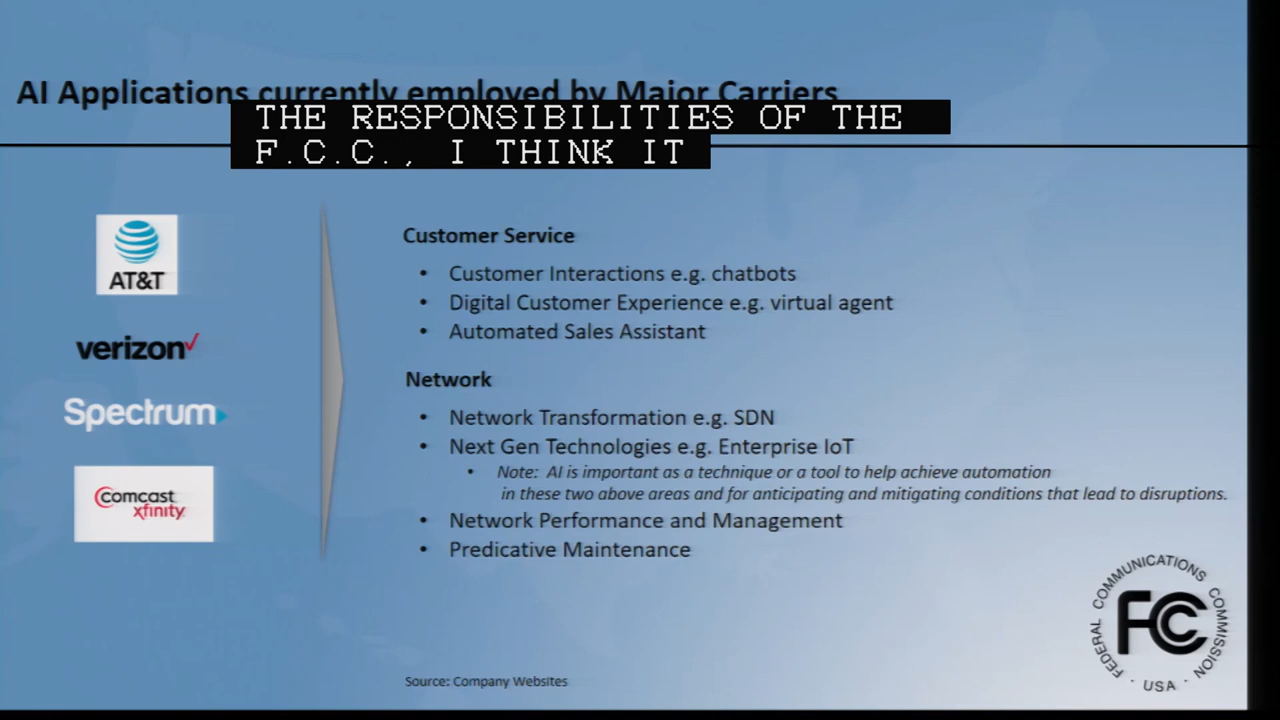 AI Applications currently employed by Major Carriers
THE RESPONSIBILITIES OF THE
F.C.C., I THINK IT
AT&T
verizon
Spectrum
comcast
xfinity
Customer Service
• Customer Interactions e.g. chatbots
• Digital Customer Experience e.g. virtual agent
• Automated Sales Assistant
Network
• Network Transformation e.g. SDN
• Next Gen Technologies e.g. Enterprise IoT
• Note: AI is important as a technique or a tool to help achieve automation
in these two above areas and for anticipating and mitigating conditions that lead to disruptions.
• Network Performance and Management
• Predicative Maintenance
Source: Company Websites
FEDERAL COMMUNICATIONS COMMISSION
FCC
· USA ·